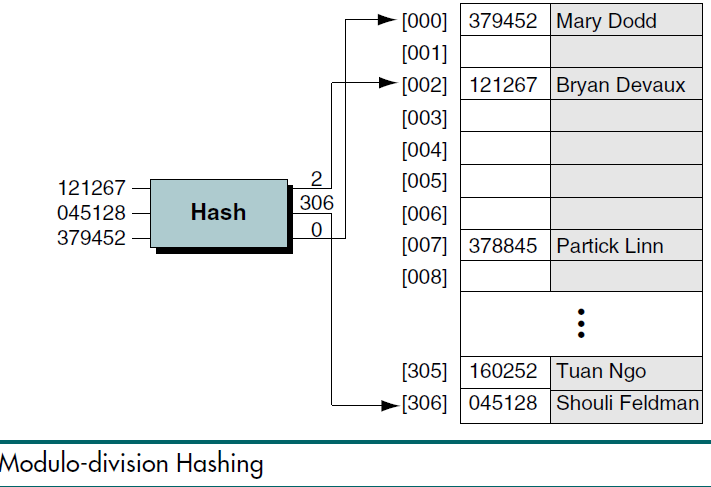 [000] 379452 Mary Dodd
[001]
[002] 121267 Bryan Devaux
[003]
[004]
[005]
[006]
[007] 378845 Partick Linn
[008]
[305] 160252 Tuan Ngo
[306] 045128 Shouli Feldman
121267
045128
379452
Hash
2
306
0
Modulo-division Hashing